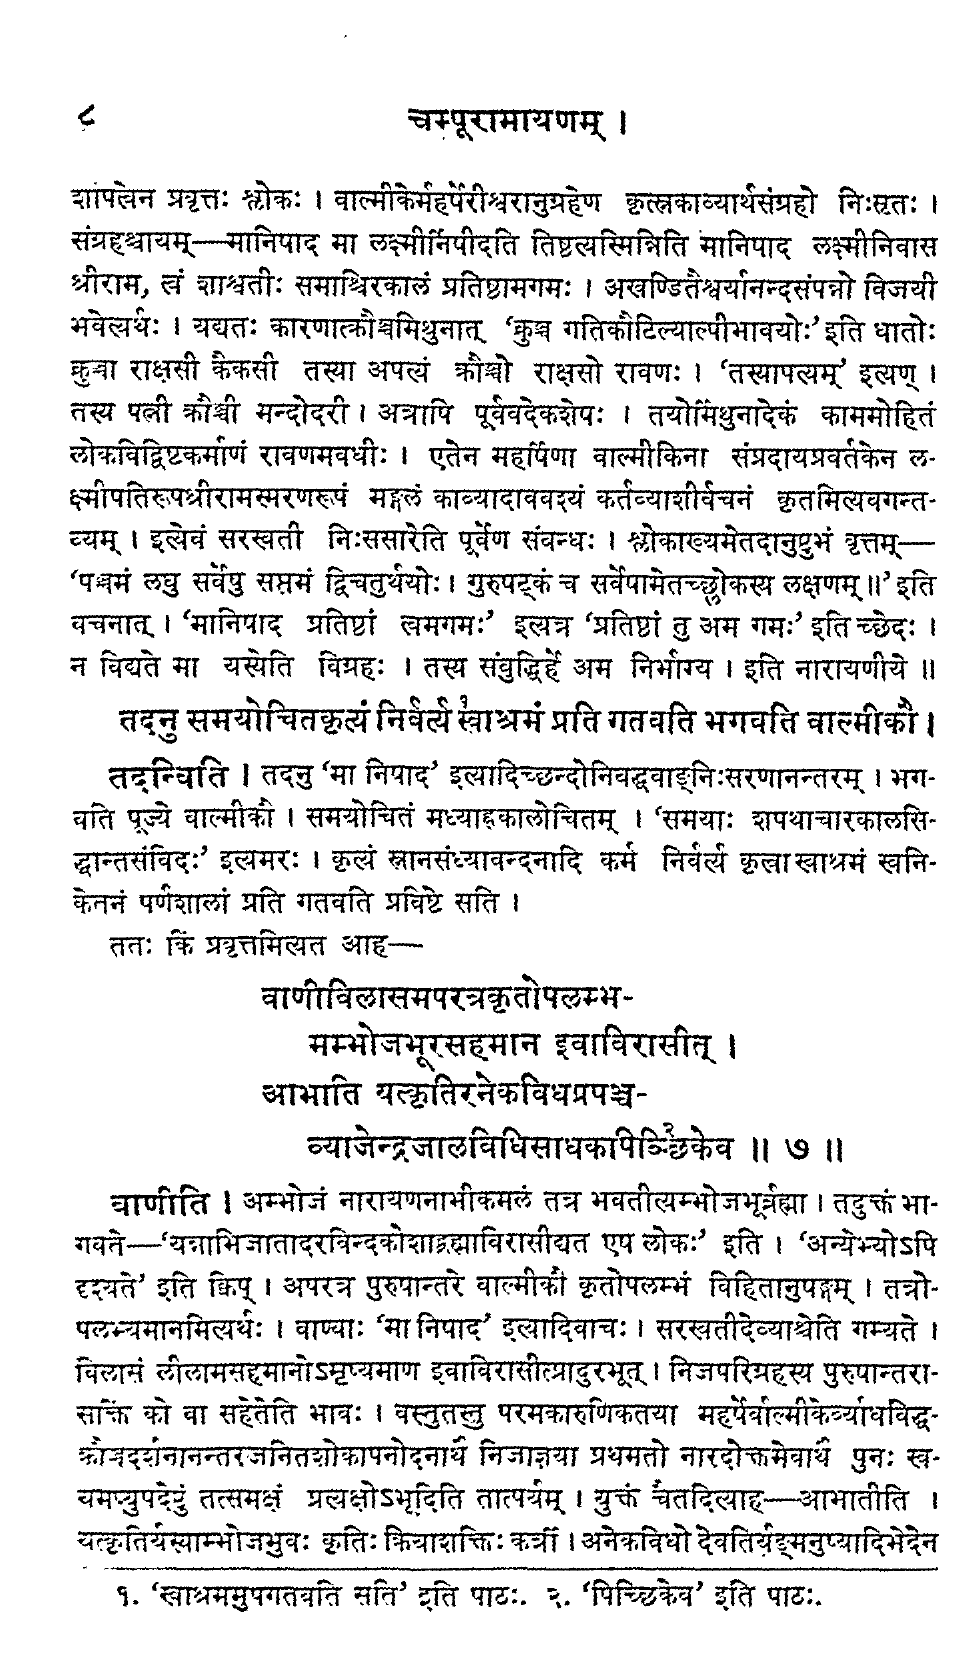 ८
चम्पूरामायणम् ।
शापत्वेन प्रवृत्तः श्लोकः । वाल्मीकेर्महर्षेरीश्वरानुग्रहेण कृत्स्नकाव्यार्थसंग्रहो निःसृतः ।
संग्रहश्चायम्—मानिषाद मा लक्ष्मीर्निषीदति तिष्ठत्यस्मिन्निति मानिषाद लक्ष्मीनिवास
श्रीराम, त्वं शाश्वतीः समाश्चिरकालं प्रतिष्ठामगमः । अखण्डितैश्वर्यानन्दसंपन्नो विजयी
भवेत्यर्थः । यद्यतः कारणात्क्रौञ्चमिथुनात् ‘क्रुञ्च गतिकौटिल्याल्पीभावयोः’ इति धातोः
क्रुञ्चा राक्षसी कैकसी तस्या अपत्यं क्रौञ्चो राक्षसो रावणः । ‘तस्यापत्यम्’ इत्यण् ।
तस्य पत्नी क्रौञ्ची मन्दोदरी । अत्रापि पूर्ववदेकशेषः । तयोर्मिथुनादेकं काममोहितं
लोकविद्विष्टकर्माणं रावणमवधीः । एतेन महर्षिणा वाल्मीकिना संप्रदायप्रवर्तकेन ल-
क्ष्मीपतिरूपश्रीरामस्मरणरूपं मङ्गलं काव्यादाववश्यं कर्तव्याशीर्वचनं कृतमित्यवगन्त-
व्यम् । इत्येवं सरस्वती निःससारेति पूर्वेण संबन्धः । श्लोकाख्यमेतदानुष्टुभं वृत्तम्—
‘पञ्चमं लघु सर्वेषु सप्तमं द्विचतुर्थयोः । गुरुषट्कं च सर्वेषामेतच्छ्लोकस्य लक्षणम् ॥’ इति
वचनात् । ‘मानिषाद प्रतिष्ठां त्वमगमः’ इत्यत्र ‘प्रतिष्ठां तु अम गमः’ इति च्छेदः ।
न विद्यते मा यस्येति विग्रहः । तस्य संबुद्धिर्हे अम निर्भाग्य । इति नारायणीये ॥
तदनु समयोचितकृत्यं निर्वर्त्य स्वाश्रमं प्रति गतवति भगवति वाल्मीकौ ।
तदन्विति । तदनु ‘मा निषाद’ इत्यादिच्छन्दोनिबद्धवाङ्निःसरणानन्तरम् । भग-
वति पूज्ये वाल्मीकौ । समयोचितं मध्याह्नकालोचितम् । ‘समयाः शपथाचारकालसि-
द्धान्तसंविदः’ इत्यमरः । कृत्यं स्नानसंध्यावन्दनादि कर्म निर्वर्त्य कृत्वा स्वाश्रमं स्वनि-
केतनं पर्णशालां प्रति गतवति प्रविष्टे सति ।
ततः किं प्रवृत्तमित्यत आह—
वाणीविलासमपरत्रकृतोपलम्भ-
मम्भोजभूरसहमान इवाविरासीत् ।
आभाति यत्कृतिरनेकविधप्रपञ्च-
व्याजेन्द्रजालविधिसाधकपिञ्छिकेव ॥ ७ ॥
वाणीति । अम्भोजं नारायणनाभीकमलं तत्र भवतीत्यम्भोजभूर्ब्रह्मा । तदुक्तं भा-
गवते—‘यन्नाभिजातादरविन्दकोशाद्ब्रह्माविरासीद्यत एष लोकः’ इति । ‘अन्येभ्योऽपि
दृश्यते’ इति क्विप् । अपरत्र पुरुषान्तरे वाल्मीकौ कृतोपलम्भं विहितानुषङ्गम् । तत्रो-
पलभ्यमानमित्यर्थः । वाण्याः ‘मा निषाद’ इत्यादिवाचः । सरस्वतीदेव्याश्चेति गम्यते ।
विलासं लीलामसहमानोऽमृष्यमाण इवाविरासीत्प्रादुरभूत् । निजपरिग्रहस्य पुरुषान्तरा-
सक्तिं को वा सहेतेति भावः । वस्तुतस्तु परमकारुणिकतया महर्षेर्वाल्मीकेर्व्याधविद्ध-
क्रौञ्चदर्शनानन्तरजनितशोकापनोदनार्थं निजाज्ञया प्रथमतो नारदोक्तमेवार्थं पुनः स्व-
यमप्युपदेष्टुं तत्समक्षं प्रत्यक्षोऽभूदिति तात्पर्यम् । युक्तं चैतदित्याह—आभातीति ।
यत्कृतिर्यस्याम्भोजभुवः कृतिः क्रियाशक्तिः कर्त्री । अनेकविधो देवतिर्यङ्मनुष्यादिभेदेन
१. ‘स्वाश्रममुपगतवति सति’ इति पाठः. २. ‘पिच्छिकेव’ इति पाठः.